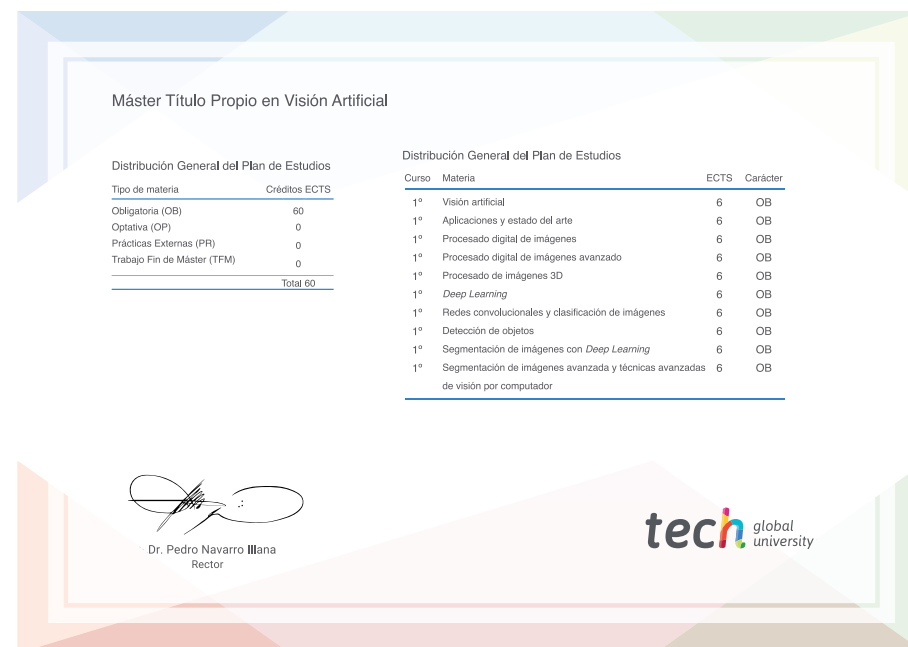 Máster Título Propio en Visión Artificial
Distribución General del Plan de Estudios
Tipo de materia Créditos ECTS
Obligatoria (OB) 60
Optativa (OP) 0
Prácticas Externas (PR) 0
Trabajo Fin de Máster (TFM) 0
Total 60
Distribución General del Plan de Estudios
Curso Materia ECTS Carácter
1º Visión artificial 6 OB
1º Aplicaciones y estado del arte 6 OB
1º Procesado digital de imágenes 6 OB
1º Procesado digital de imágenes avanzado 6 OB
1º Procesado de imágenes 3D 6 OB
1º Deep Learning 6 OB
1º Redes convolucionales y clasificación de imágenes 6 OB
1º Detección de objetos 6 OB
1º Segmentación de imágenes con Deep Learning 6 OB
1º Segmentación de imágenes avanzada y técnicas avanzadas 6 OB
de visión por computador
Dr. Pedro Navarro Illana
Rector
tech global
university